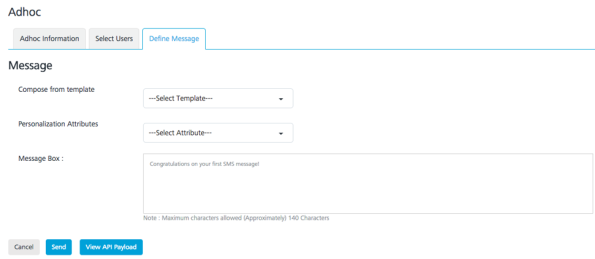 Adhoc
Adhoc Information Select Users Define Message
Message
Compose from template
---Select Template---
Personalization Attributes
---Select Attribute---
Message Box :
Congratulations on your first SMS message!
Note : Maximum characters allowed (Approximately) 140 Characters
Cancel Send View API Payload